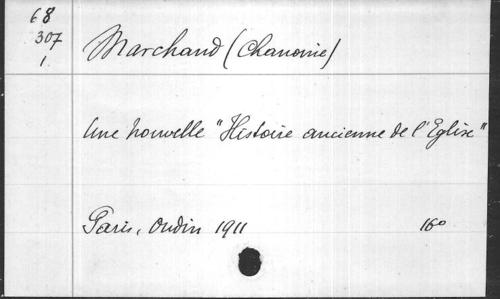 68
307
1.
Marchand (Chanoine)
Une nouvelle "Histoire ancienne de l'Eglise"
Paris, Oudin 1911 16°